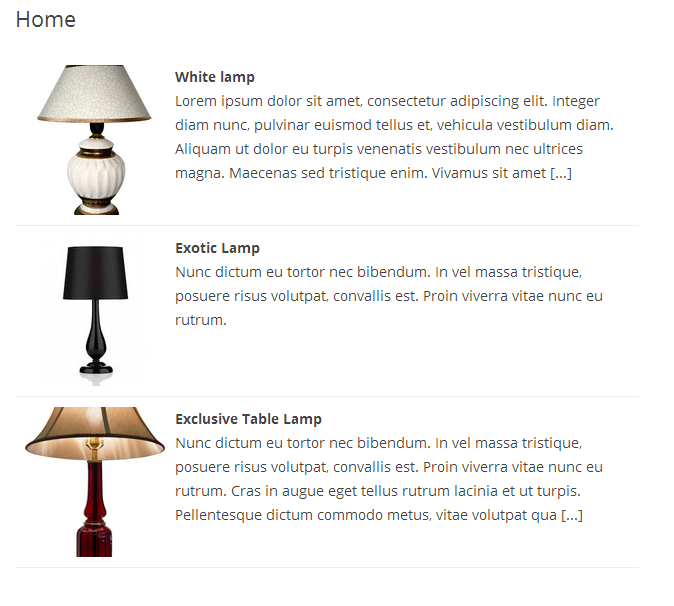 Home
White lamp
Lorem ipsum dolor sit amet, consectetur adipiscing elit. Integer
diam nunc, pulvinar euismod tellus et, vehicula vestibulum diam.
Aliquam ut dolor eu turpis venenatis vestibulum nec ultrices
magna. Maecenas sed tristique enim. Vivamus sit amet [...]
Exotic Lamp
Nunc dictum eu tortor nec bibendum. In vel massa tristique,
posuere risus volutpat, convallis est. Proin viverra vitae nunc eu
rutrum.
Exclusive Table Lamp
Nunc dictum eu tortor nec bibendum. In vel massa tristique,
posuere risus volutpat, convallis est. Proin viverra vitae nunc eu
rutrum. Cras in augue eget tellus rutrum lacinia et ut turpis.
Pellentesque dictum commodo metus, vitae volutpat qua [...]